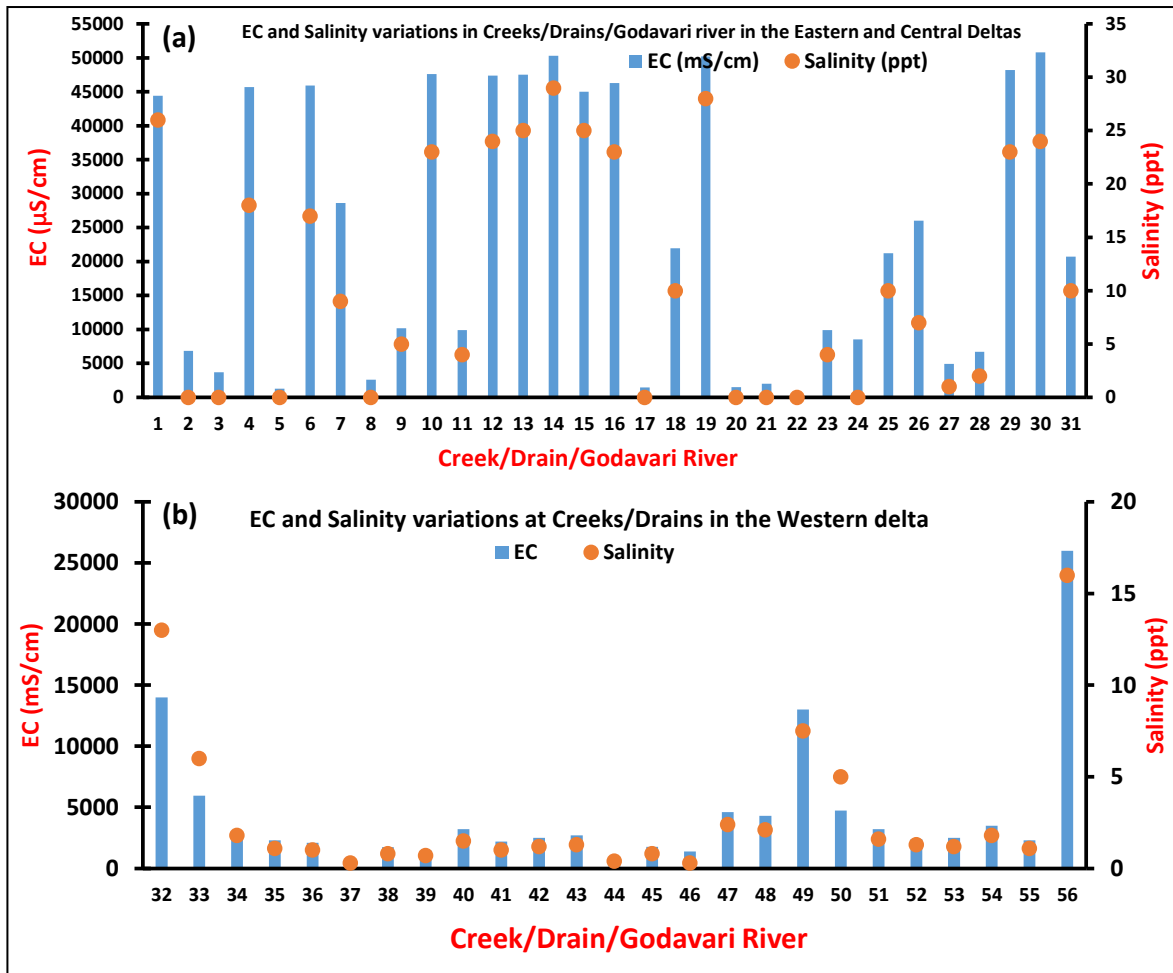 (a)
EC and Salinity variations in Creeks/Drains/Godavari river in the Eastern and Central Deltas
EC (mS/cm) Salinity (ppt)
EC (µS/cm)
55000
50000
45000
40000
35000
30000
25000
20000
15000
10000
5000
0
35
30
25
20
15
10
5
0
Salinity (ppt)
1 2 3 4 5 6 7 8 9 10 11 12 13 14 15 16 17 18 19 20 21 22 23 24 25 26 27 28 29 30 31
Creek/Drain/Godavari River
(b)
EC and Salinity variations at Creeks/Drains in the Western delta
EC Salinity
EC (mS/cm)
30000
25000
20000
15000
10000
5000
0
20
15
10
5
0
Salinity (ppt)
32 33 34 35 36 37 38 39 40 41 42 43 44 45 46 47 48 49 50 51 52 53 54 55 56
Creek/Drain/Godavari River